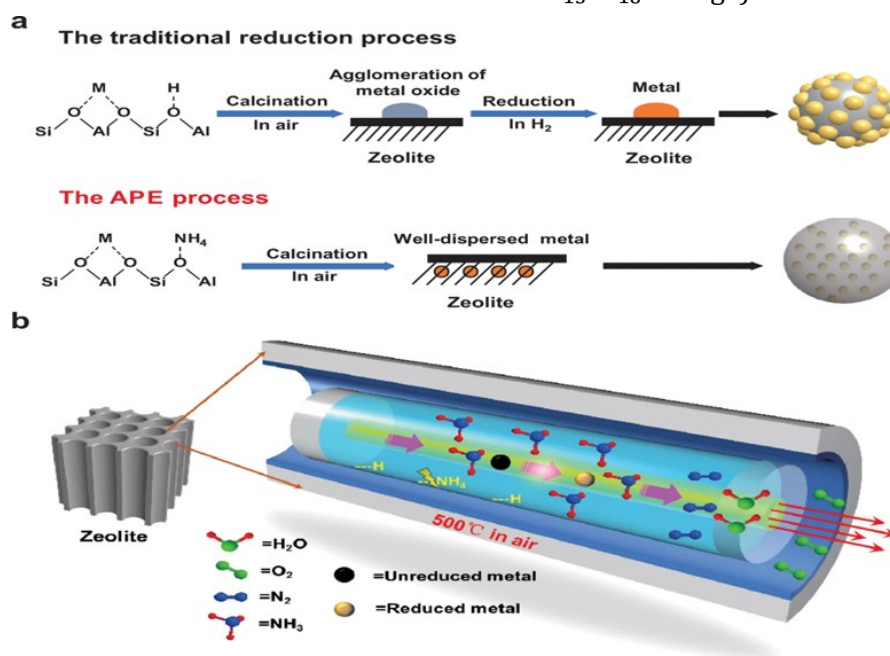 a
The traditional reduction process
M H
O O O
Si Al Si Al
Calcination
In air
Agglomeration of
metal oxide
Zeolite
Reduction
In H₂
Metal
Zeolite
The APE process
M NH₄
O O O
Si Al Si Al
Calcination
In air
Well-dispersed metal
Zeolite
b
Zeolite
---H
---NH₄
---H
500℃ in air
=H₂O
=O₂
=N₂
=NH₃
=Unreduced metal
=Reduced metal